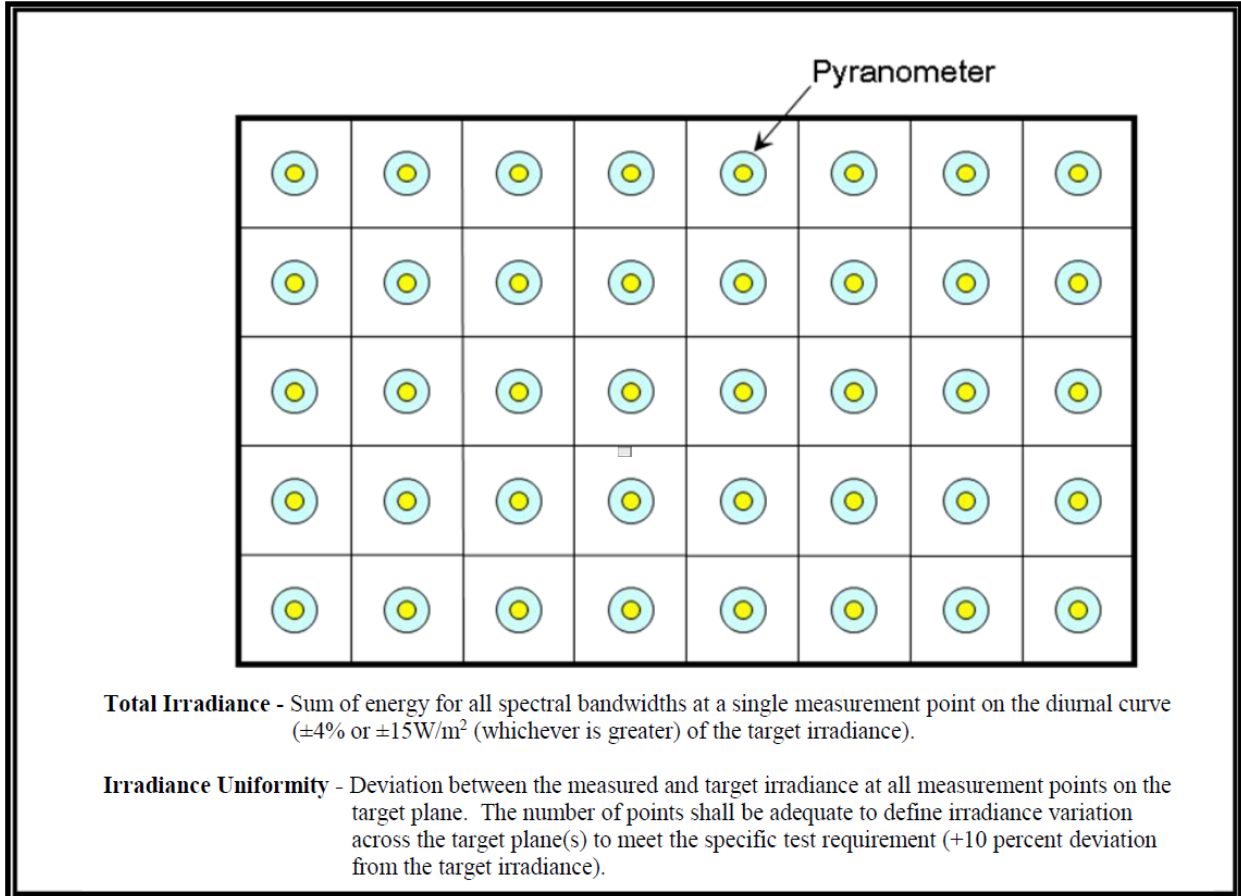 Pyranometer
Total Irradiance - Sum of energy for all spectral bandwidths at a single measurement point on the diurnal curve
(±4% or ±15W/m² (whichever is greater) of the target irradiance).
Irradiance Uniformity - Deviation between the measured and target irradiance at all measurement points on the
target plane. The number of points shall be adequate to define irradiance variation
across the target plane(s) to meet the specific test requirement (+10 percent deviation
from the target irradiance).